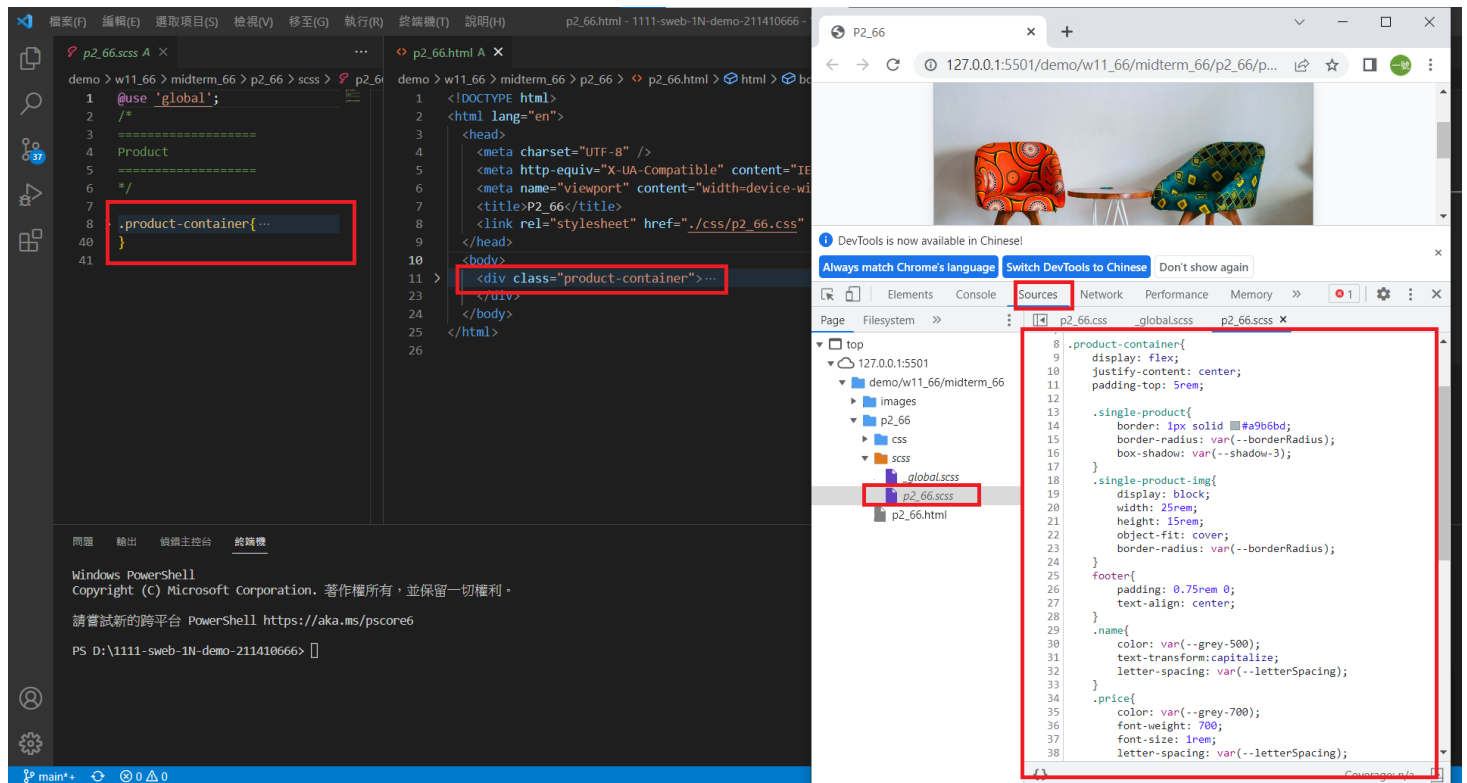 檔案(F) 編輯(E) 選取項目(S) 檢視(V) 移至(G) 執行(R) 終端機(T) 說明(H) p2_66.html - 1111-sweb-1N-demo-211410666 -
p2_66.scss A
demo > w11_66 > midterm_66 > p2_66 > scss > p2_6
1 @use 'global';
2 /*
3 ===================
4 Product
5 ===================
6 */
7
8 .product-container{ ···
40 }
41
p2_66.html A
demo > w11_66 > midterm_66 > p2_66 > p2_66.html > html > bo
1 <!DOCTYPE html>
2 <html lang="en">
3 <head>
4 <meta charset="UTF-8" />
5 <meta http-equiv="X-UA-Compatible" content="IE
6 <meta name="viewport" content="width=device-wi
7 <title>P2_66</title>
8 <link rel="stylesheet" href="./css/p2_66.css"
9 </head>
10 <body>
11 <div class="product-container"> ···
23 </div>
24 </body>
25 </html>
26
37
問題 輸出 偵錯主控台 終端機
Windows PowerShell
Copyright (C) Microsoft Corporation. 著作權所有，並保留一切權利。
請嘗試新的跨平台 PowerShell https://aka.ms/pscore6
PS D:\1111-sweb-1N-demo-211410666>
main*+ 0 0
P2_66
127.0.0.1:5501/demo/w11_66/midterm_66/p2_66/p...
一號
DevTools is now available in Chinese!
Always match Chrome's language Switch DevTools to Chinese Don't show again
Elements Console Sources Network Performance Memory » 1
Page Filesystem »
p2_66.css _global.scss p2_66.scss
top
127.0.0.1:5501
demo/w11_66/midterm_66
images
p2_66
css
scss
_global.scss
p2_66.scss
p2_66.html
8 .product-container{
9 display: flex;
10 justify-content: center;
11 padding-top: 5rem;
12
13 .single-product{
14 border: 1px solid #a9b6bd;
15 border-radius: var(--borderRadius);
16 box-shadow: var(--shadow-3);
17 }
18 .single-product-img{
19 display: block;
20 width: 25rem;
21 height: 15rem;
22 object-fit: cover;
23 border-radius: var(--borderRadius);
24 }
25 footer{
26 padding: 0.75rem 0;
27 text-align: center;
28 }
29 .name{
30 color: var(--grey-500);
31 text-transform:capitalize;
32 letter-spacing: var(--letterSpacing);
33 }
34 .price{
35 color: var(--grey-700);
36 font-weight: 700;
37 font-size: 1rem;
38 letter-spacing: var(--letterSpacing);
{} Coverage: n/a